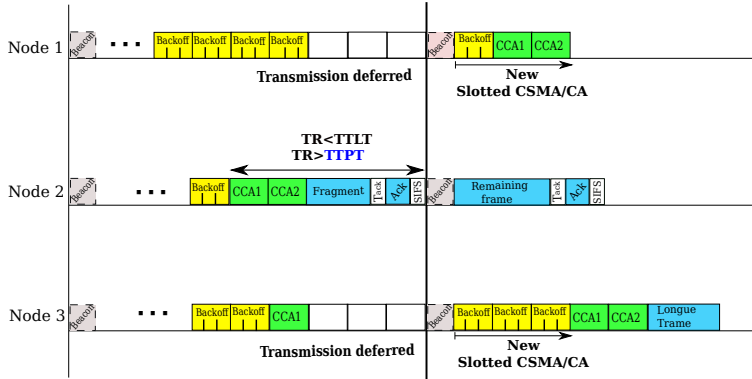 Node 1
Beacon
Backoff Backoff Backoff Backoff
Beacon
Backoff CCA1 CCA2
Transmission deferred
New
Slotted CSMA/CA
TR<TTLT
TR>TTPT
Node 2
Beacon
Backoff CCA1 CCA2 Fragment Tack Ack SIFS
Beacon
Remaining
frame
Tack Ack SIFS
Node 3
Beacon
Backoff Backoff CCA1
Beacon
Backoff Backoff Backoff CCA1 CCA2
Longue
Trame
Transmission deferred
New
Slotted CSMA/CA